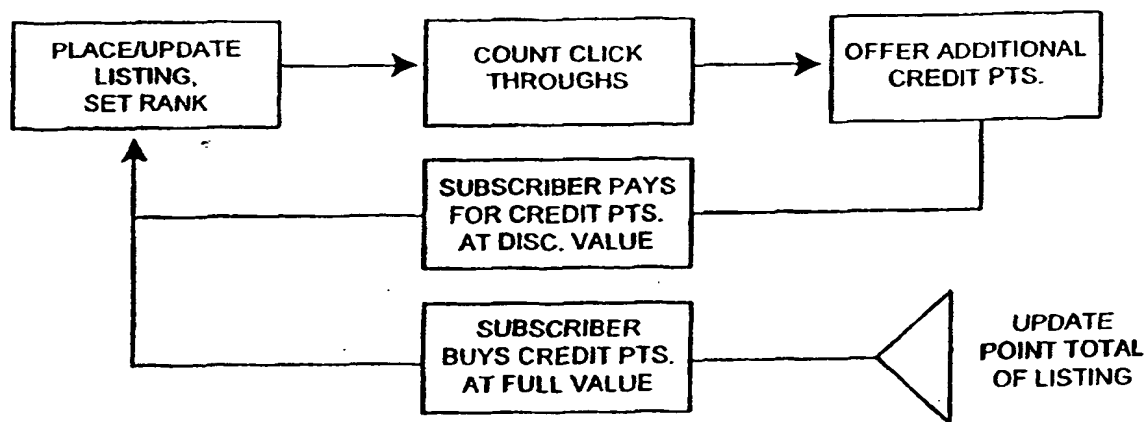 PLACE/UPDATE
LISTING,
SET RANK
COUNT CLICK
THROUGHS
OFFER ADDITIONAL
CREDIT PTS.
SUBSCRIBER PAYS
FOR CREDIT PTS.
AT DISC. VALUE
SUBSCRIBER
BUYS CREDIT PTS.
AT FULL VALUE
UPDATE
POINT TOTAL
OF LISTING